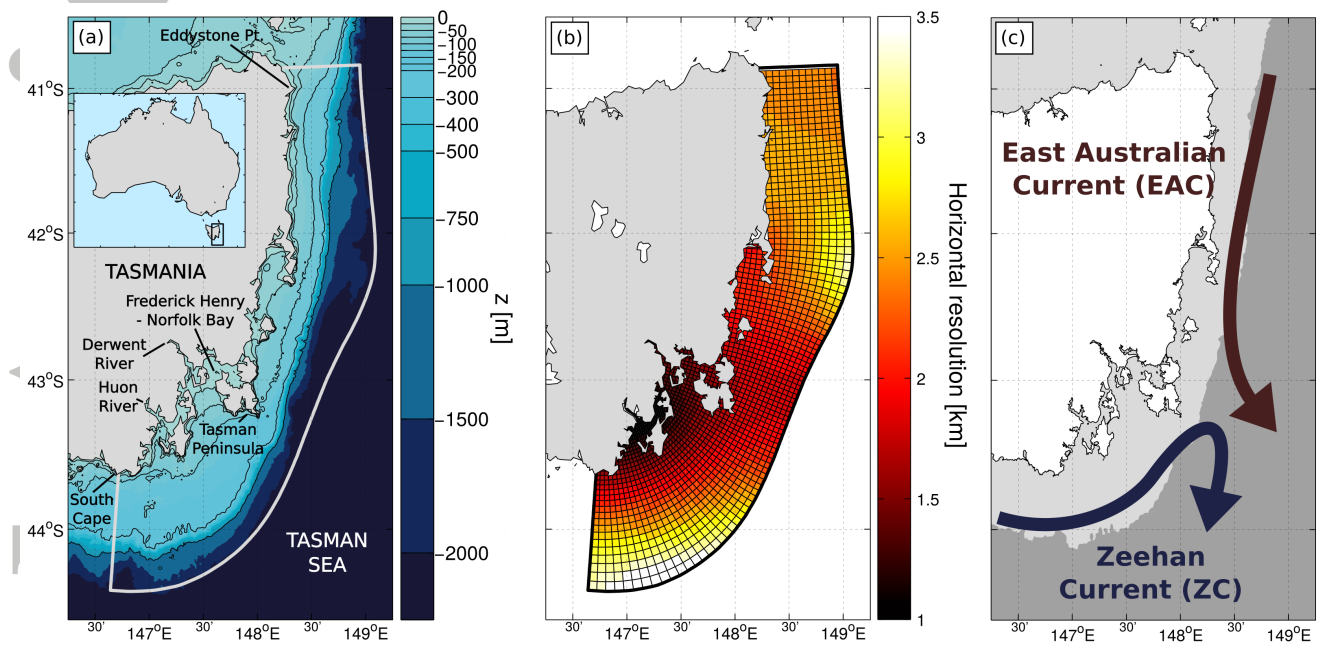 (a)
Eddystone Pt.
41°S
42°S
43°S
44°S
TASMANIA
Frederick Henry
- Norfolk Bay
Derwent
River
Huon
River
Tasman
Peninsula
South
Cape
TASMAN
SEA
30' 147°E 30' 148°E 30' 149°E
0
−50
−100
−150
−200
−300
−400
−500
−750
−1000
−1500
−2000
z [m]
(b)
30' 147°E 30' 148°E 30' 149°E
3.5
3
2.5
2
1.5
1
Horizontal resolution [km]
(c)
East Australian
Current (EAC)
Zeehan
Current (ZC)
30' 147°E 30' 148°E 30' 149°E